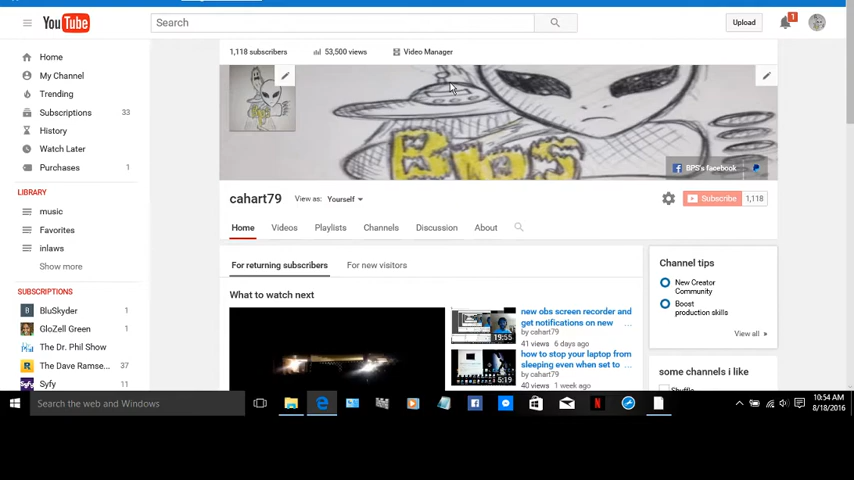 YouTube
Search
Upload
1
1,118 subscribers
53,500 views
Video Manager
Home
My Channel
Trending
Subscriptions 33
History
Watch Later
Purchases 1
LIBRARY
music
Favorites
inlaws
Show more
SUBSCRIPTIONS
BluSkyder 1
GloZell Green 1
The Dr. Phil Show
The Dave Ramse... 37
Syfy 11
Bps
Bps
BPS's facebook
cahart79
View as: Yourself
Subscribe 1,118
Home Videos Playlists Channels Discussion About
For returning subscribers For new visitors
What to watch next
new obs screen recorder and
get notifications on new ...
by cahart79
41 views 6 days ago
19:55
how to stop your laptop from
sleeping even when set to ...
by cahart79
40 views 1 week ago
5:19
Channel tips
New Creator
Community
Boost
production skills
View all »
some channels i like
Shuffle
Search the web and Windows
10:54 AM
8/18/2016